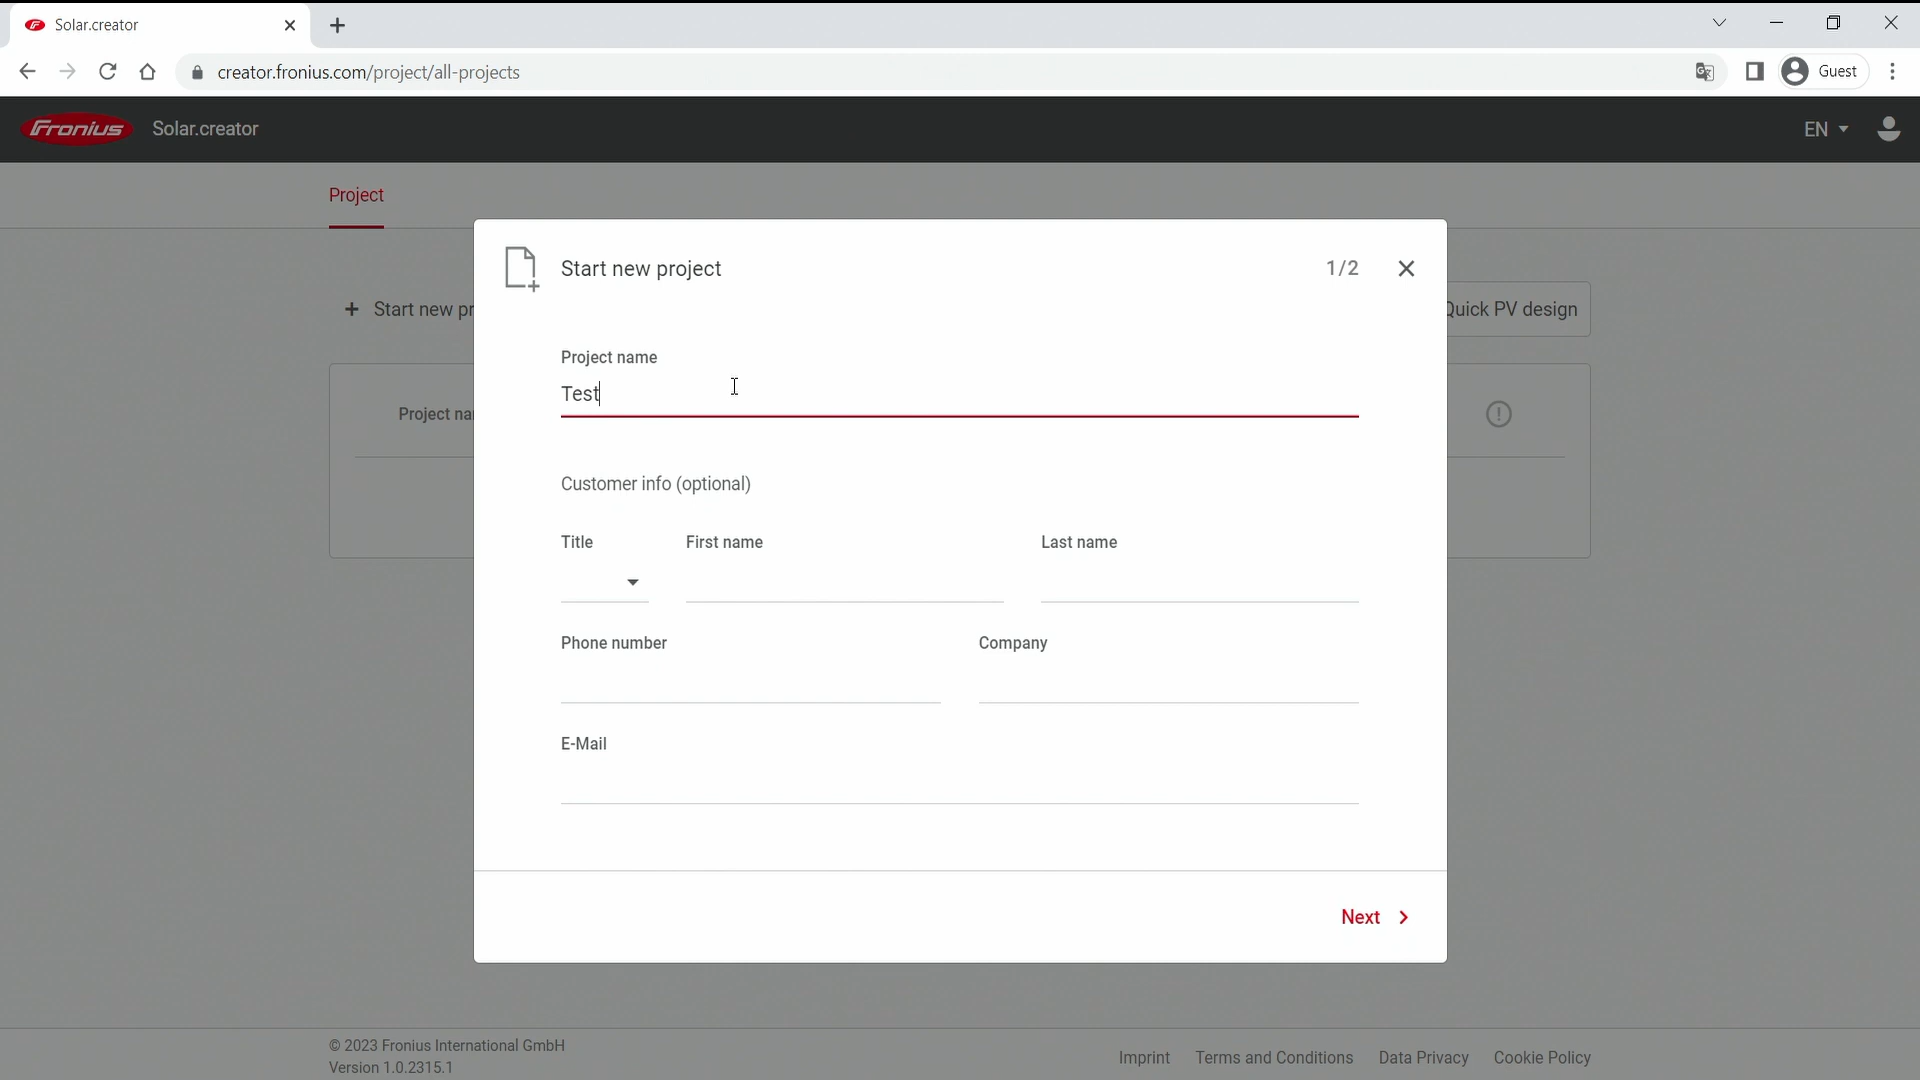 Solar.creator
creator.fronius.com/project/all-projects
Guest
Fronius
Solar.creator
EN
Project
Start new project
1/2
Start new pr
Quick PV design
Project name
Test
Project na
Customer info (optional)
Title
First name
Last name
Phone number
Company
E-Mail
Next
© 2023 Fronius International GmbH
Version 1.0.2315.1
Imprint
Terms and Conditions
Data Privacy
Cookie Policy